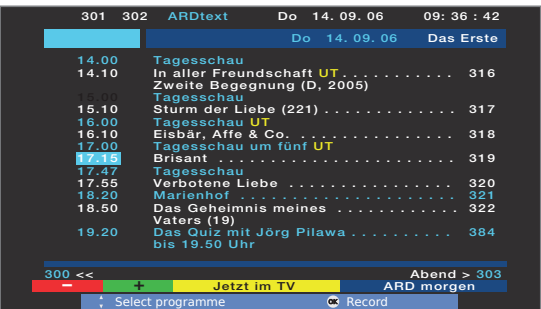 301 302 ARDtext Do 14. 09. 06 09: 36 : 42
Do 14. 09. 06 Das Erste
14.00 Tagesschau
14.10 In aller Freundschaft UT . . . . . . . . . . . 316
Zweite Begegnung (D, 2005)
15.00 Tagesschau
15.10 Sturm der Liebe (221) . . . . . . . . . . . . . 317
16.00 Tagesschau UT
16.10 Eisbär, Affe & Co. . . . . . . . . . . . . . . . 318
17.00 Tagesschau um fünf UT
17.15 Brisant . . . . . . . . . . . . . . . . . . . . . . . 319
17.47 Tagesschau
17.55 Verbotene Liebe . . . . . . . . . . . . . . . . 320
18.20 Marienhof . . . . . . . . . . . . . . . . . . . . 321
18.50 Das Geheimnis meines . . . . . . . . . . . 322
Vaters (19)
19.20 Das Quiz mit Jörg Pilawa . . . . . . . . . . 384
bis 19.50 Uhr
300 << Abend > 303
− + Jetzt im TV ARD morgen
Select programme OK Record